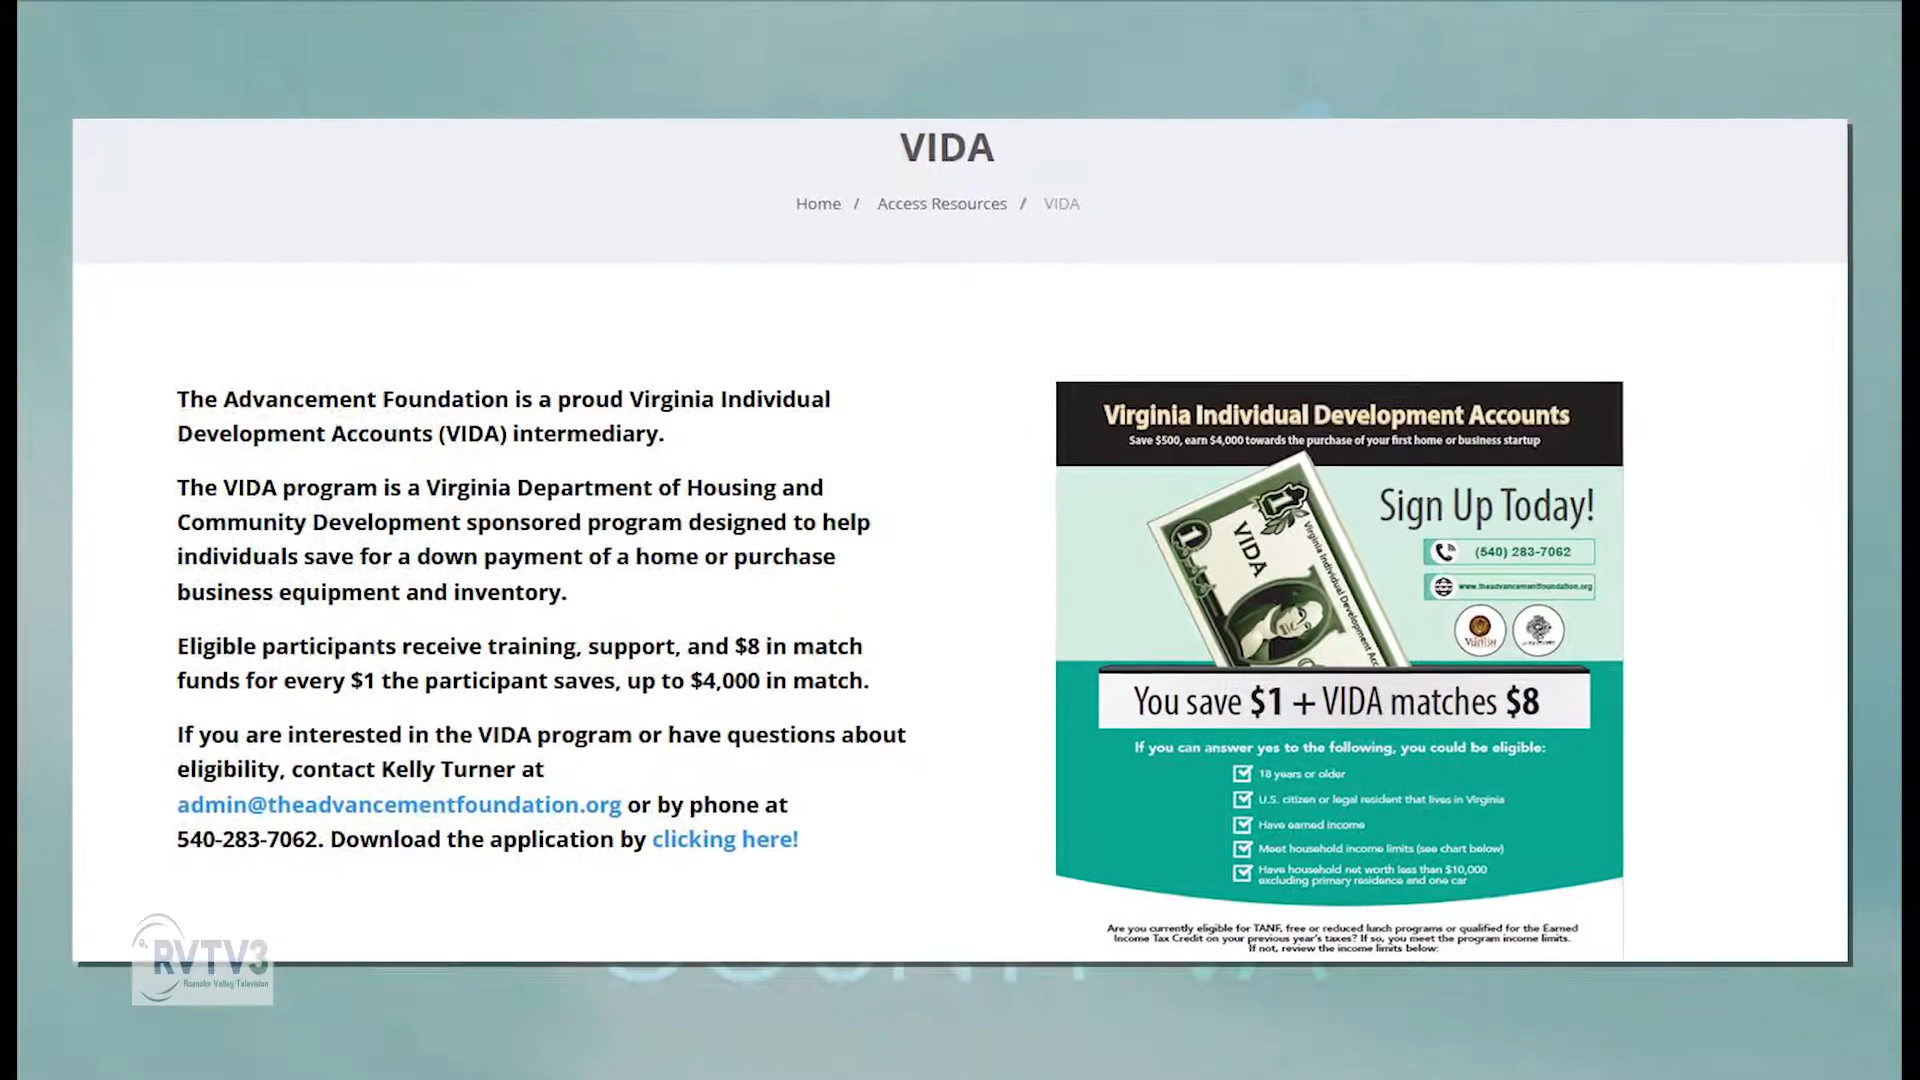 VIDA
Home / Access Resources / VIDA
The Advancement Foundation is a proud Virginia Individual
Development Accounts (VIDA) intermediary.
The VIDA program is a Virginia Department of Housing and
Community Development sponsored program designed to help
individuals save for a down payment of a home or purchase
business equipment and inventory.
Eligible participants receive training, support, and $8 in match
funds for every $1 the participant saves, up to $4,000 in match.
If you are interested in the VIDA program or have questions about
eligibility, contact Kelly Turner at
admin@theadvancementfoundation.org or by phone at
540-283-7062. Download the application by clicking here!
Virginia Individual Development Accounts
Save $500, earn $4,000 towards the purchase of your first home or business startup
Sign Up Today!
(540) 283-7062
www.theadvancementfoundation.org
1
VIDA
Virginia Individual Development Acc
You save $1 + VIDA matches $8
If you can answer yes to the following, you could be eligible:
18 years or older
U.S. citizen or legal resident that lives in Virginia
Have earned income
Meet household income limits (see chart below)
Have household net worth less than $10,000
excluding primary residence and one car
Are you currently eligible for TANF, free or reduced lunch programs or qualified for the Earned
Income Tax Credit on your previous year's taxes? If so, you meet the program income limits.
If not, review the income limits below:
RVTV3
Roanoke Valley Television